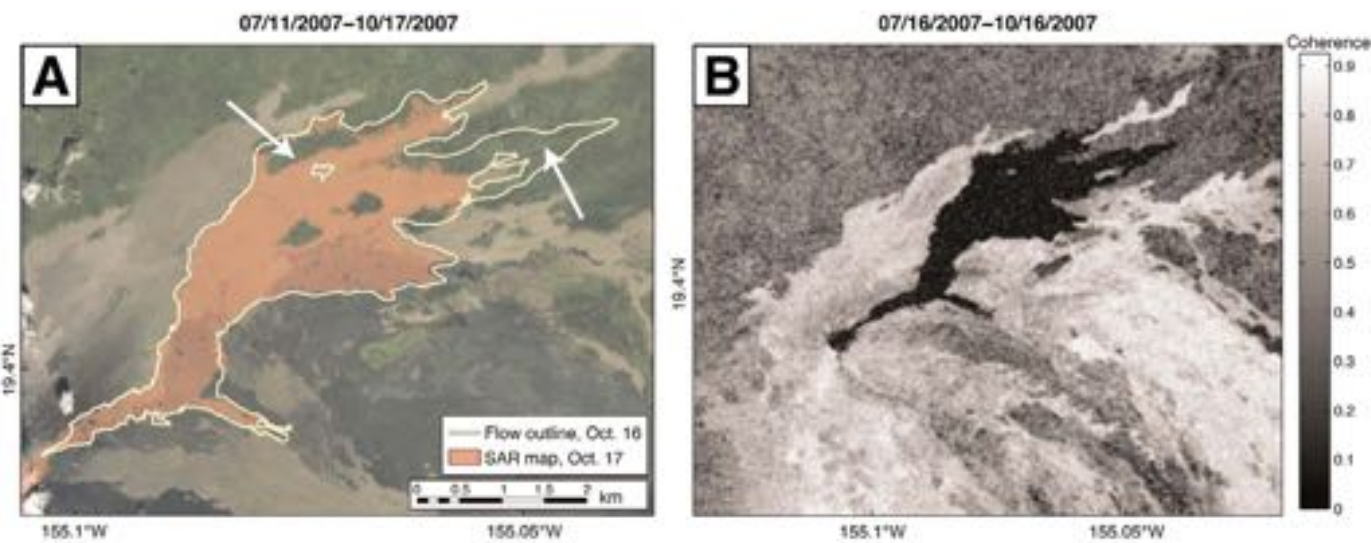 07/11/2007–10/17/2007
A
19.4°N
Flow outline, Oct. 16
SAR map, Oct. 17
0 0.5 1 1.5 2 km
155.1°W 155.05°W
07/16/2007–10/16/2007
B
19.4°N
155.1°W 155.05°W
Coherence
0.9
0.8
0.7
0.6
0.5
0.4
0.3
0.2
0.1
0